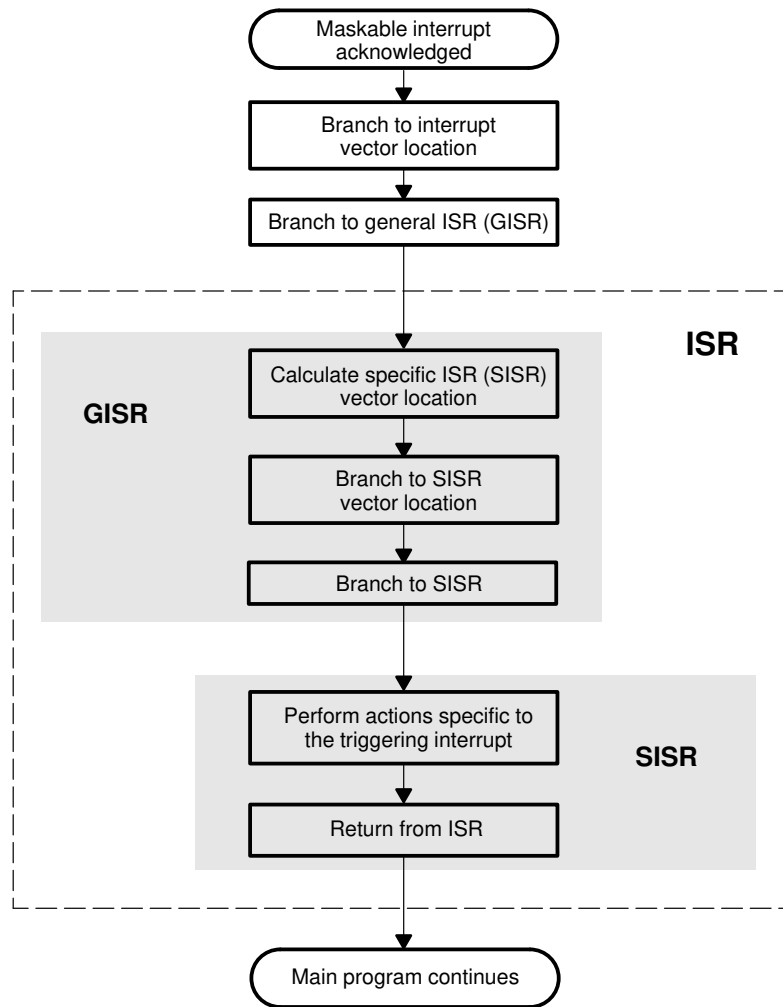 Maskable interrupt
acknowledged
Branch to interrupt
vector location
Branch to general ISR (GISR)
ISR
GISR
Calculate specific ISR (SISR)
vector location
Branch to SISR
vector location
Branch to SISR
Perform actions specific to
the triggering interrupt
SISR
Return from ISR
Main program continues